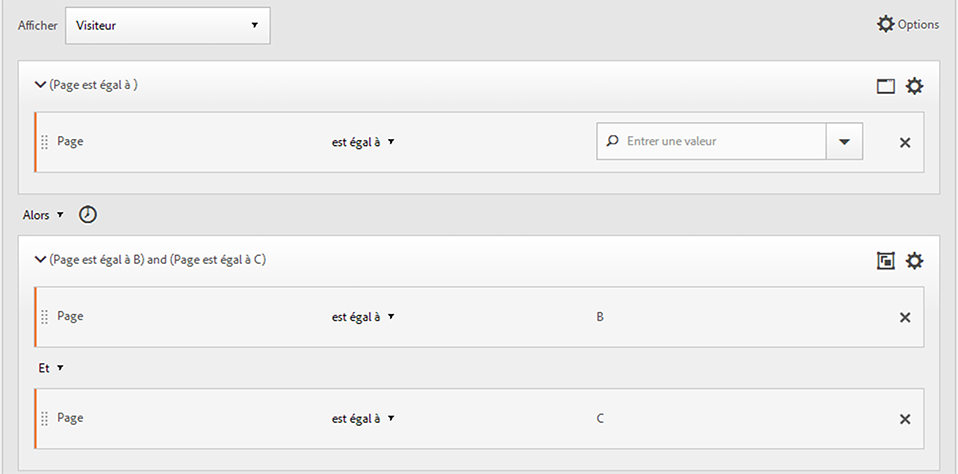 Afficher Visiteur Options
(Page est égal à )
Page est égal à Entrer une valeur
Alors
(Page est égal à B) and (Page est égal à C)
Page est égal à B
Et
Page est égal à C